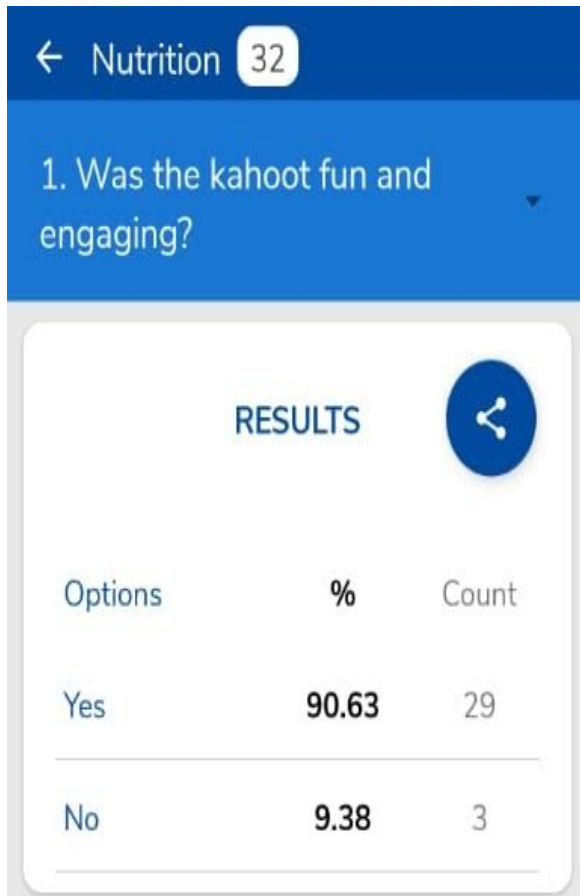 Nutrition 32
1. Was the kahoot fun and
engaging?
RESULTS
Options % Count
Yes 90.63 29
No 9.38 3